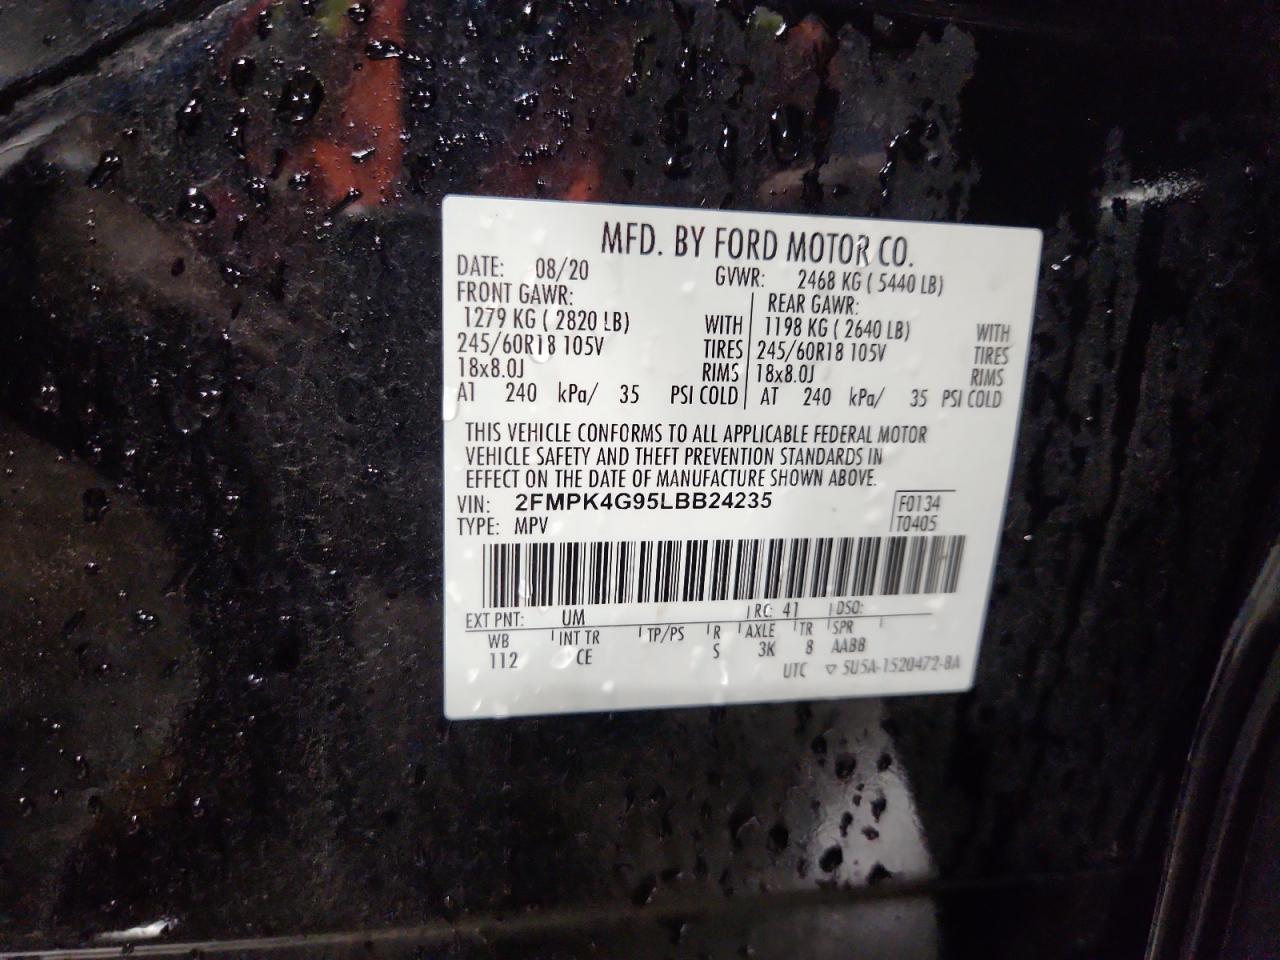 MFD. BY FORD MOTOR CO.
DATE: 08/20 GVWR: 2468 KG ( 5440 LB)
FRONT GAWR: REAR GAWR:
1279 KG ( 2820 LB) WITH 1198 KG ( 2640 LB) WITH
245/60R18 105V TIRES 245/60R18 105V TIRES
18x8.0J RIMS 18x8.0J RIMS
AT 240 kPa/ 35 PSI COLD AT 240 kPa/ 35 PSI COLD
THIS VEHICLE CONFORMS TO ALL APPLICABLE FEDERAL MOTOR
VEHICLE SAFETY AND THEFT PREVENTION STANDARDS IN
EFFECT ON THE DATE OF MANUFACTURE SHOWN ABOVE.
VIN: 2FMPK4G95LBB24235 F0134
TYPE: MPV T0405
EXT PNT: UM RC: 41 DSO:
WB INT TR TP/PS R AXLE TR SPR
112 CE S 3K 8 AABB
UTC ▽ 5U5A-1520472-BA